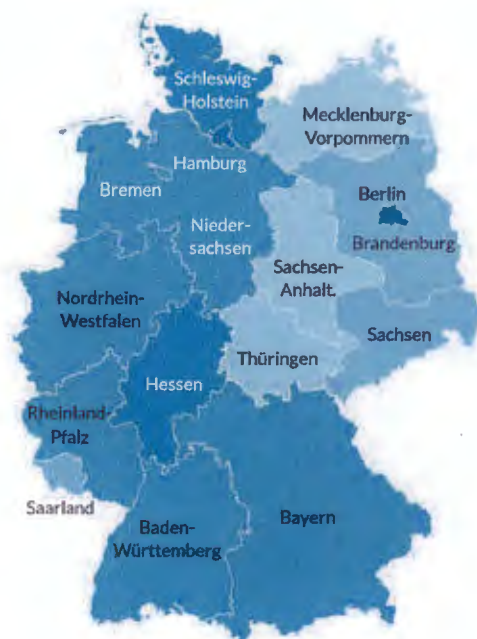 Schleswig-
Holstein
Mecklenburg-
Vorpommern
Hamburg
Bremen
Berlin
Nieder-
sachsen
Brandenburg
Sachsen-
Anhalt.
Nordrhein-
Westfalen
Sachsen
Thüringen
Hessen
Rheinland-
Pfalz
Saarland
Baden-
Württemberg
Bayern